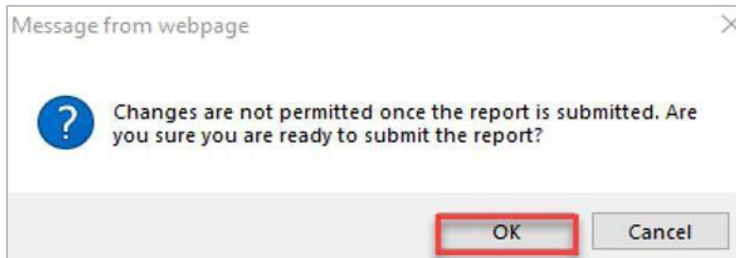 Message from webpage
Changes are not permitted once the report is submitted. Are
you sure you are ready to submit the report?
OK
Cancel